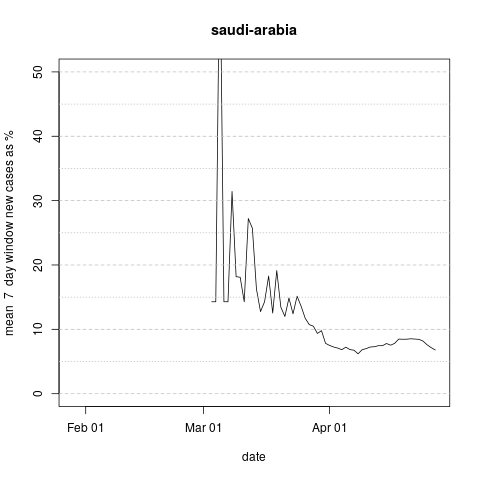 saudi-arabia
mean 7 day window new cases as %
50
40
30
20
10
0
Feb 01
Mar 01
Apr 01
date